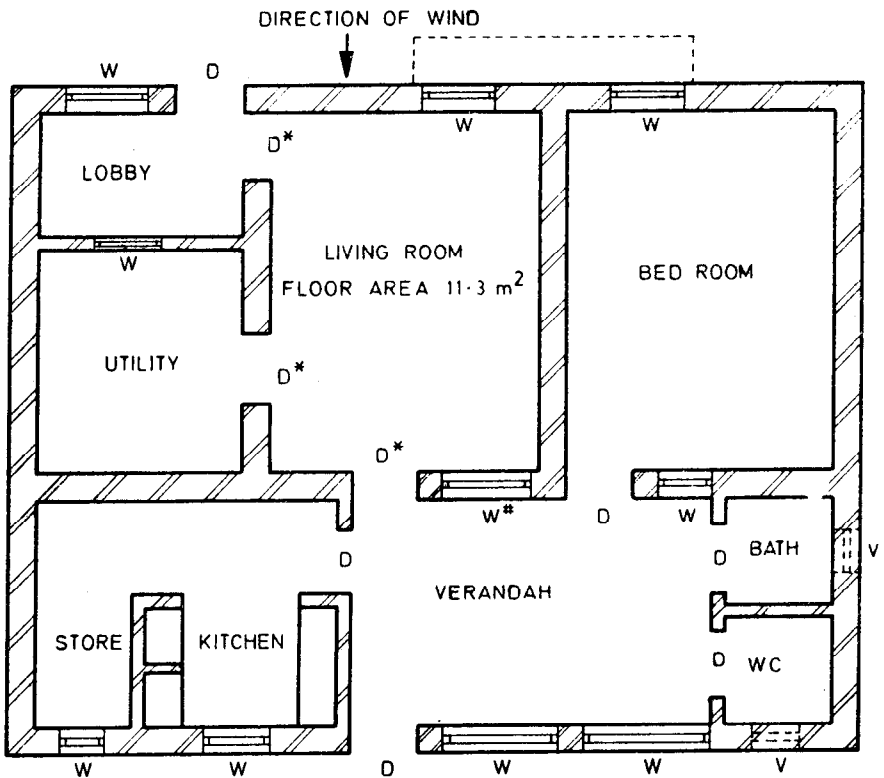 DIRECTION OF WIND
W
D
W
W
D*
LOBBY
W
LIVING ROOM
FLOOR AREA 11·3 m²
BED ROOM
UTILITY
D*
D*
W#
D
W
D
BATH
V
D
VERANDAH
STORE
KITCHEN
D
WC
W
W
D
W
W
V